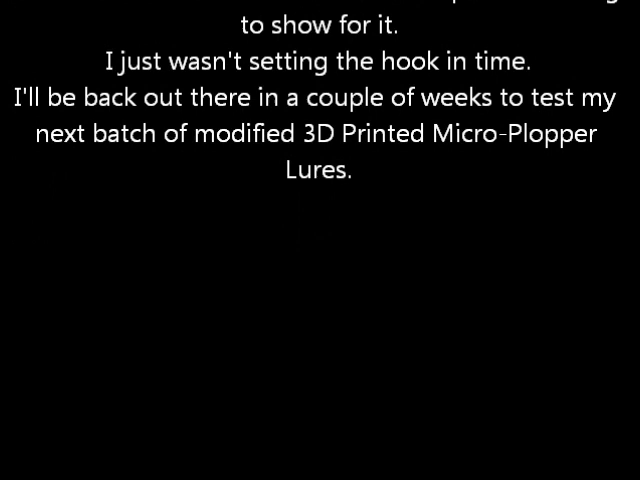 to show for it.
I just wasn't setting the hook in time.
I'll be back out there in a couple of weeks to test my
next batch of modified 3D Printed Micro-Plopper
Lures.